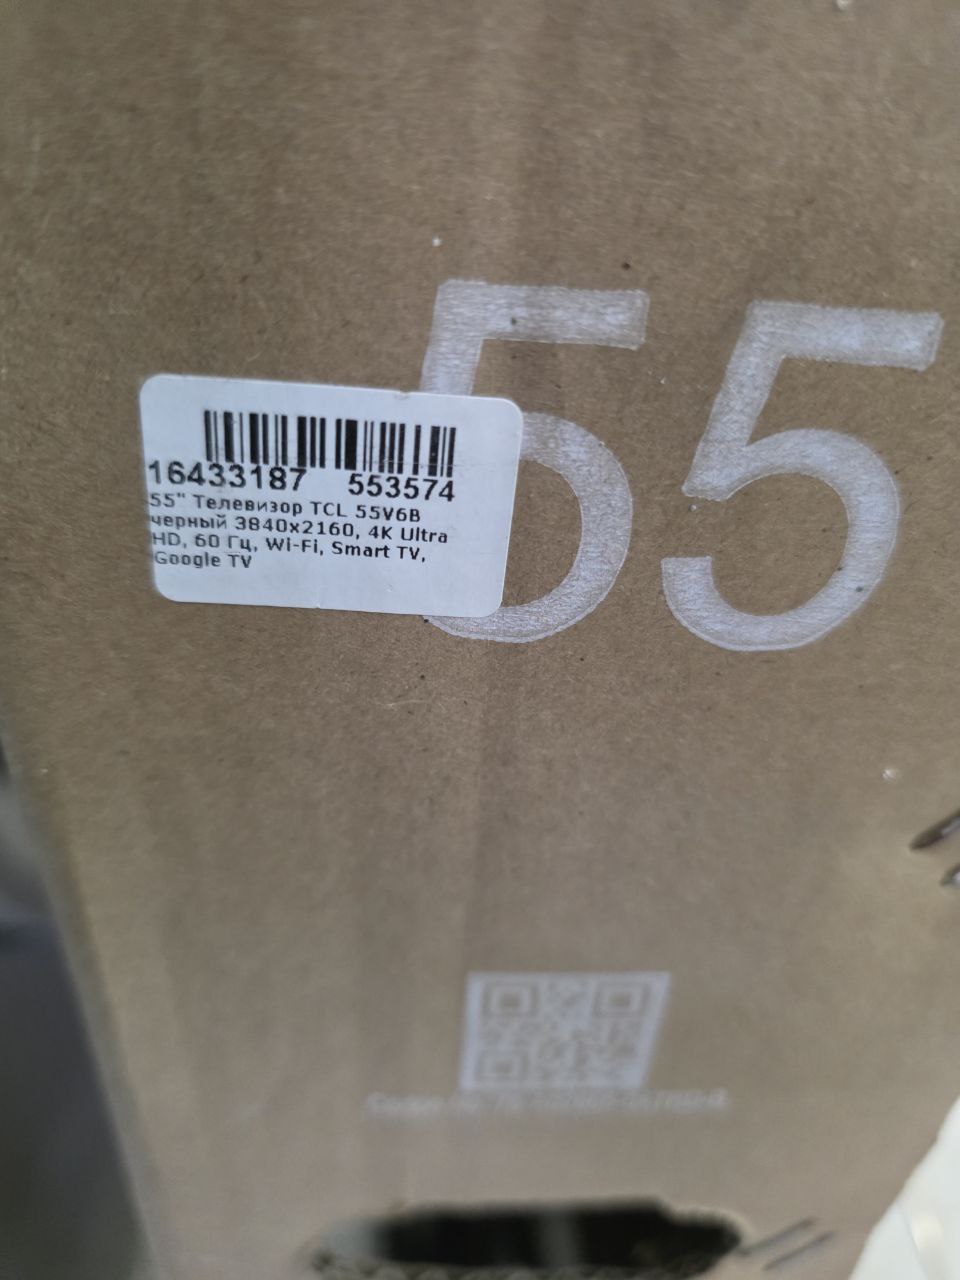 55
16433187 553574
55" Телевизор TCL 55V6B
черный 3840x2160, 4K Ultra
HD, 60 Гц, Wi-Fi, Smart TV,
Google TV